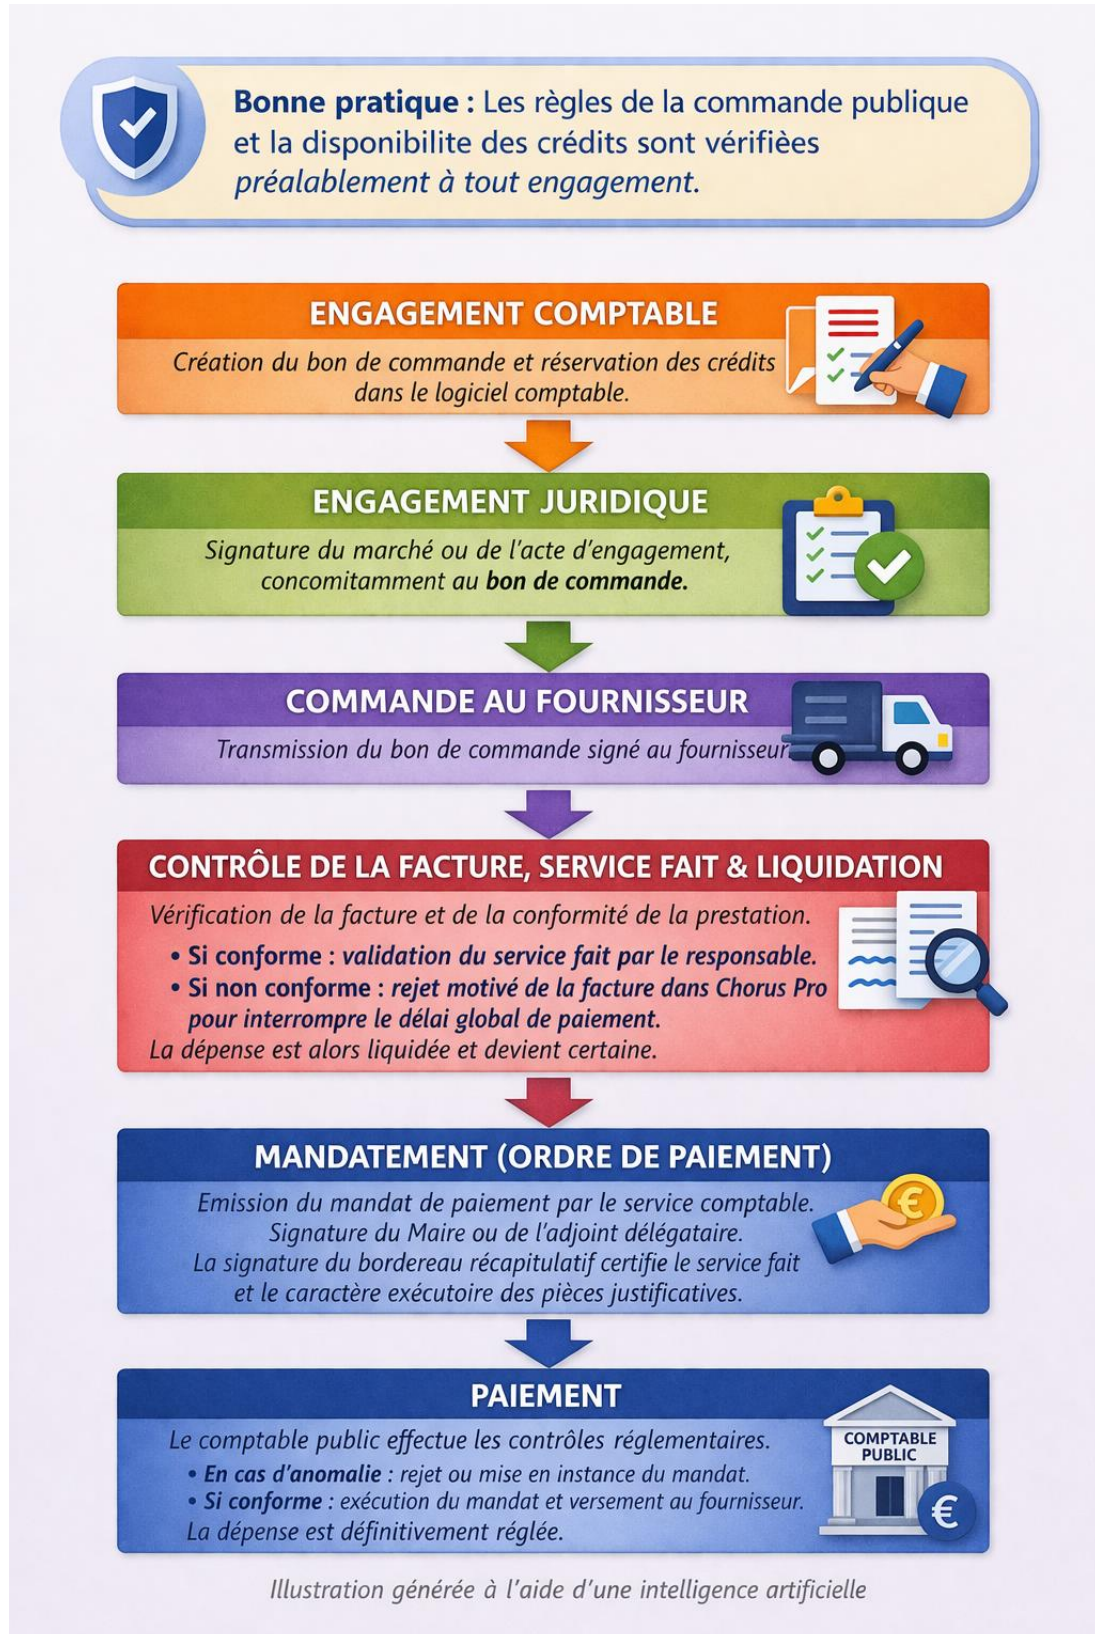 Bonne pratique : Les règles de la commande publique
et la disponibilite des crédits sont vérifièes
préalablement à tout engagement.
ENGAGEMENT COMPTABLE
Création du bon de commande et réservation des crédits
dans le logiciel comptable.
ENGAGEMENT JURIDIQUE
Signature du marché ou de l'acte d'engagement,
concomitamment au bon de commande.
COMMANDE AU FOURNISSEUR
Transmission du bon de commande signé au fournisseur.
CONTRÔLE DE LA FACTURE, SERVICE FAIT & LIQUIDATION
Vérification de la facture et de la conformité de la prestation.
• Si conforme : validation du service fait par le responsable.
• Si non conforme : rejet motivé de la facture dans Chorus Pro
pour interrompre le délai global de paiement.
La dépense est alors liquidée et devient certaine.
MANDATEMENT (ORDRE DE PAIEMENT)
Emission du mandat de paiement par le service comptable.
Signature du Maire ou de l'adjoint délégataire.
La signature du bordereau récapitulatif certifie le service fait
et le caractère exécutoire des pièces justificatives.
€
PAIEMENT
Le comptable public effectue les contrôles réglementaires.
• En cas d'anomalie : rejet ou mise en instance du mandat.
• Si conforme : exécution du mandat et versement au fournisseur.
La dépense est définitivement réglée.
COMPTABLE
PUBLIC
€
Illustration générée à l'aide d'une intelligence artificielle